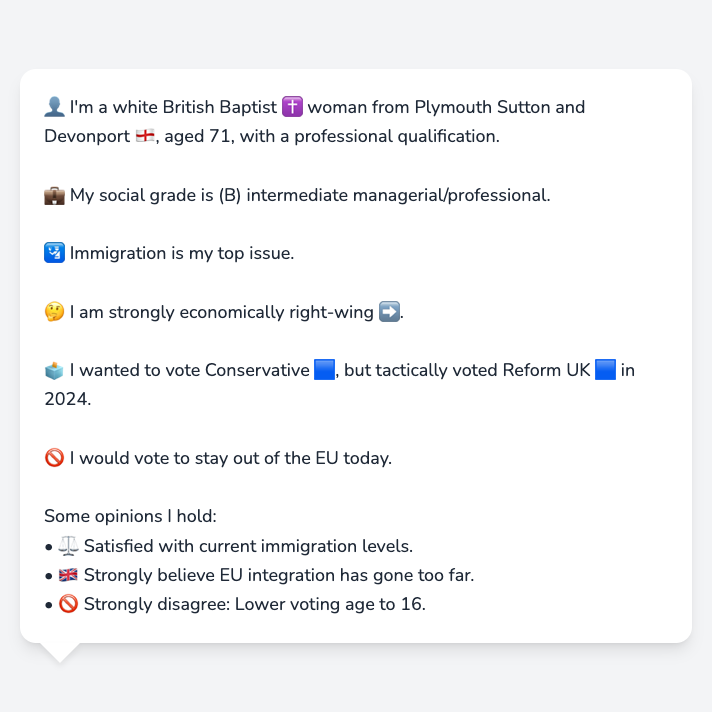 👤 I'm a white British Baptist ✝️ woman from Plymouth Sutton and
Devonport 🏴󠁧󠁢󠁥󠁮󠁧󠁿, aged 71, with a professional qualification.
💼 My social grade is (B) intermediate managerial/professional.
🛂 Immigration is my top issue.
🤔 I am strongly economically right-wing ➡️.
🗳️ I wanted to vote Conservative 🟦, but tactically voted Reform UK 🟦 in
2024.
🚫 I would vote to stay out of the EU today.
Some opinions I hold:
• ⚖️ Satisfied with current immigration levels.
• 🇬🇧 Strongly believe EU integration has gone too far.
• 🚫 Strongly disagree: Lower voting age to 16.